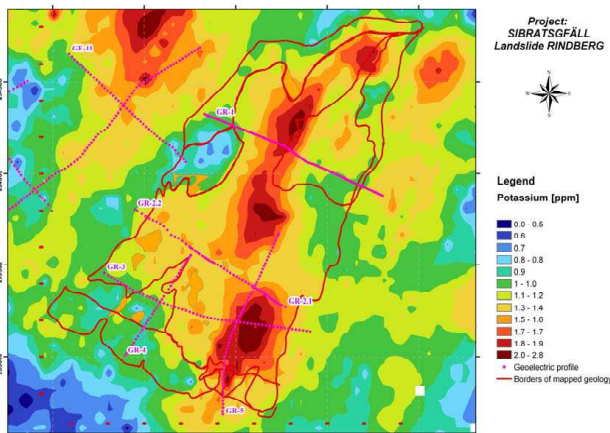 Project:
SIBRATSGFÄLL
Landslide RINDBERG
N
W
E
S
GE-11
GR-1
GR-2.2
GR-3
GR-2.1
GR-4
GR-5
Legend
Potassium [ppm]
0.0 - 0.5
0.6
0.7
0.8 - 0.8
0.9
1 - 1.0
1.1 - 1.2
1.3 - 1.4
1.5 - 1.6
1.7 - 1.7
1.8 - 1.9
2.0 - 2.8
Geoelectric profile
Borders of mapped geology